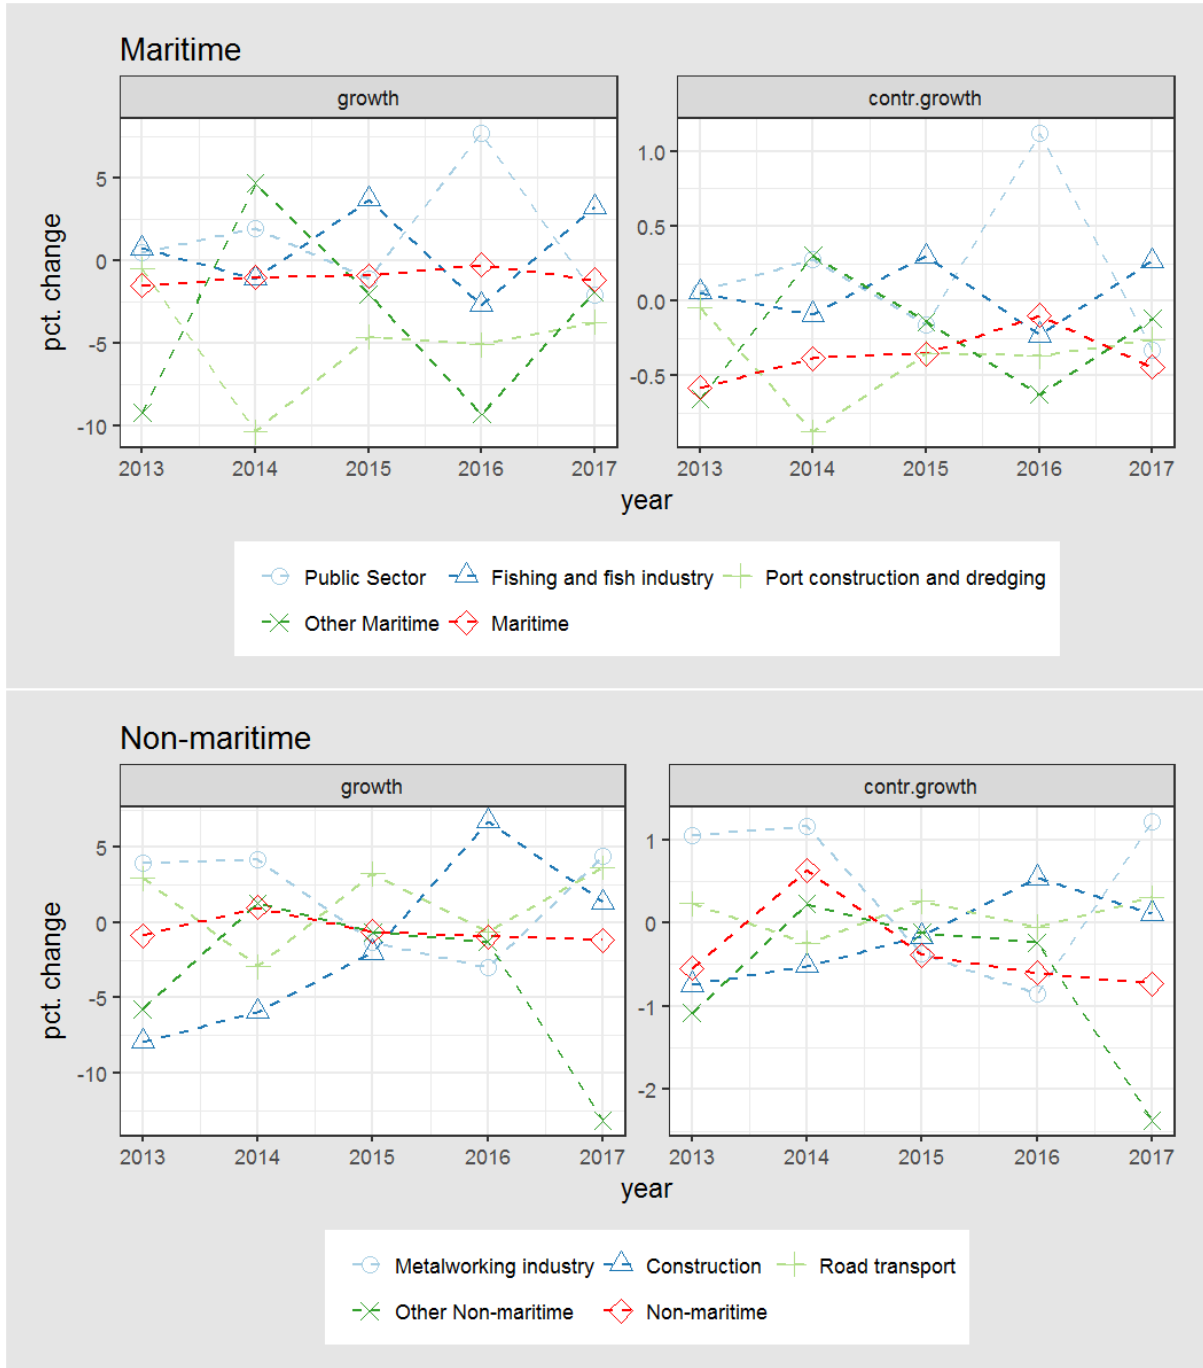 Maritime
growth
contr.growth
pct. change
5
0
-5
-10
1.0
0.5
0.0
-0.5
2013 2014 2015 2016 2017
2013 2014 2015 2016 2017
year
Public Sector Fishing and fish industry Port construction and dredging
Other Maritime Maritime
Non-maritime
growth
contr.growth
pct. change
5
0
-5
-10
1
0
-1
-2
2013 2014 2015 2016 2017
2013 2014 2015 2016 2017
year
Metalworking industry Construction Road transport
Other Non-maritime Non-maritime